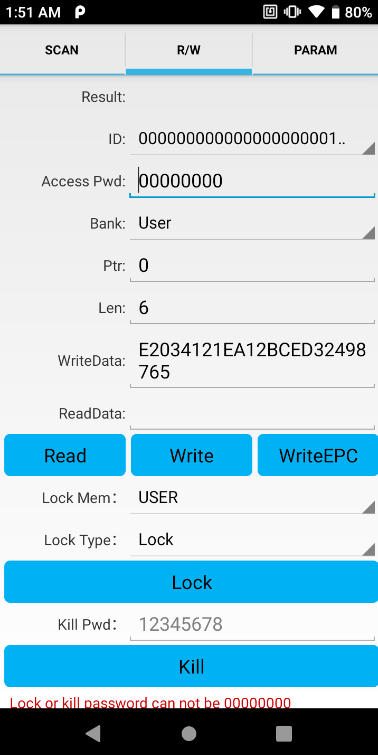 1:51 AM 80%
SCAN R/W PARAM
Result:
ID: 000000000000000000001..
Access Pwd: 00000000
Bank: User
Ptr: 0
Len: 6
WriteData: E2034121EA12BCED32498
765
ReadData:
Read Write WriteEPC
Lock Mem: USER
Lock Type: Lock
Lock
Kill Pwd: 12345678
Kill
Lock or kill password can not be 00000000